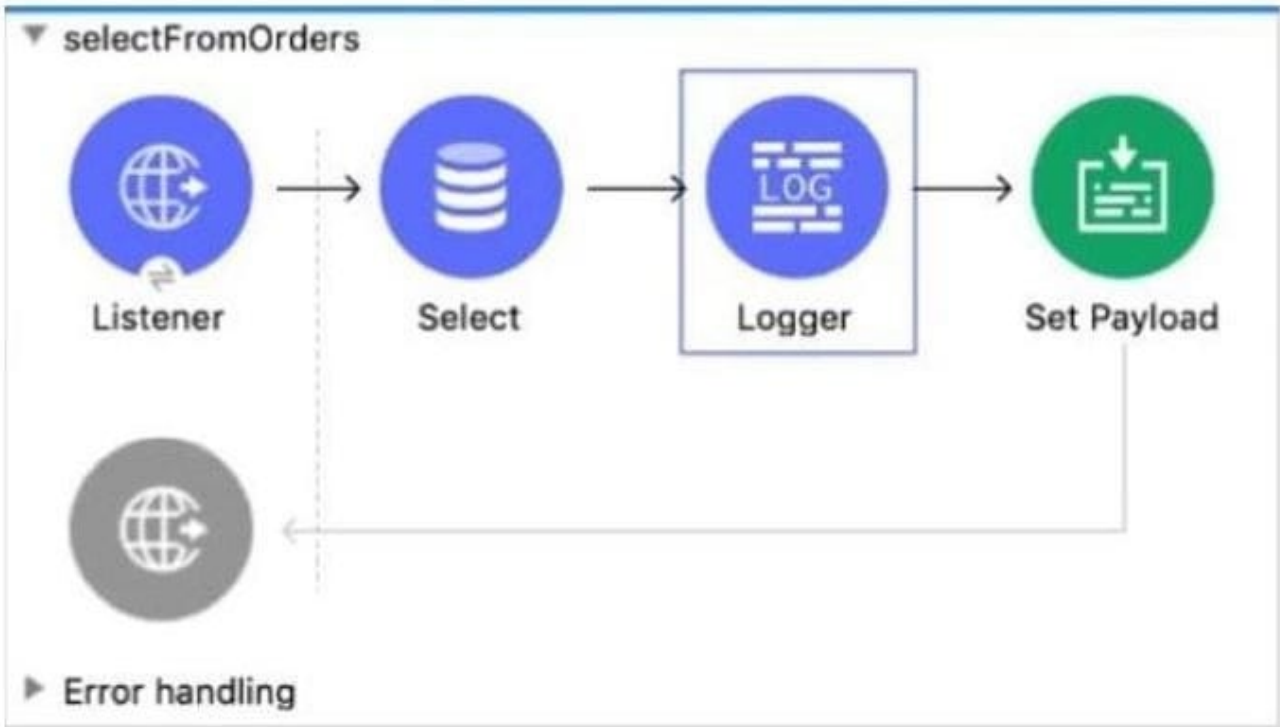 selectFromOrders
LOG
Listener
Select
Logger
Set Payload
Error handling